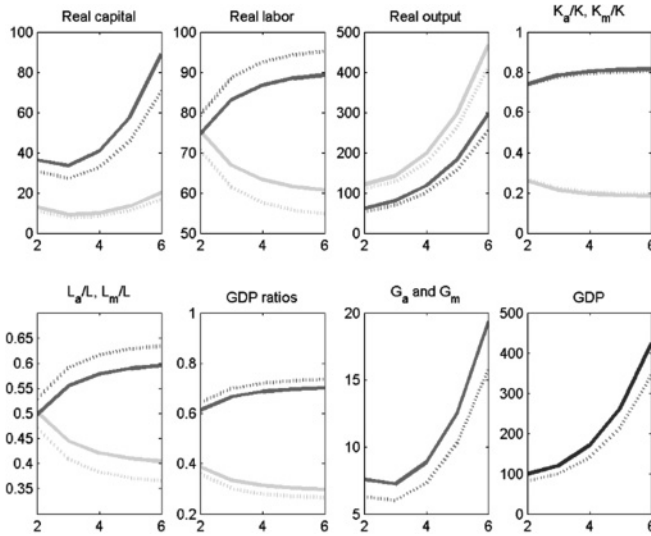 Real capital
Real labor
Real output
K_a/K, K_m/K
100
80
60
40
20
0
2 4 6
100
90
80
70
60
50
2 4 6
500
400
300
200
100
0
2 4 6
1
0.8
0.6
0.4
0.2
0
2 4 6
L_a/L, L_m/L
GDP ratios
G_a and G_m
GDP
0.65
0.6
0.55
0.5
0.45
0.4
0.35
0.3
2 4 6
1
0.8
0.6
0.4
0.2
2 4 6
20
15
10
5
2 4 6
500
400
300
200
100
0
2 4 6